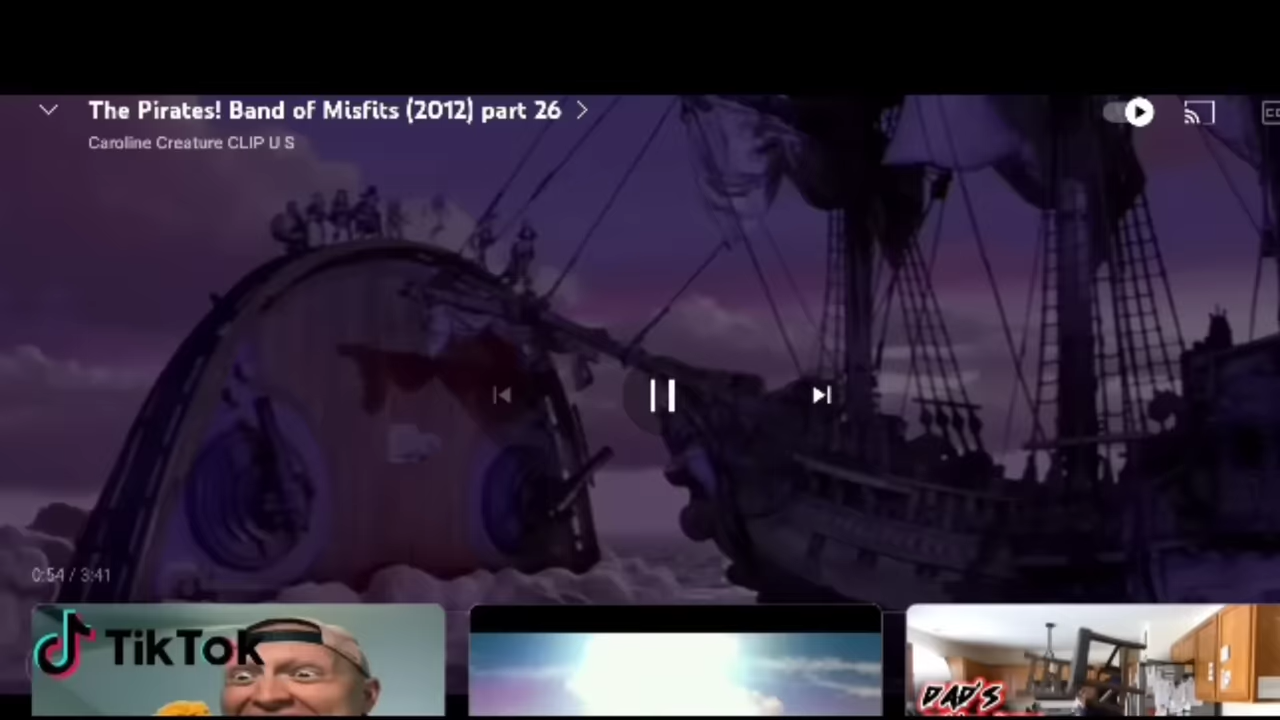 The Pirates! Band of Misfits (2012) part 26
Caroline Creature CLIP U S
0:54 / 3:41
TikTok
DAD'S